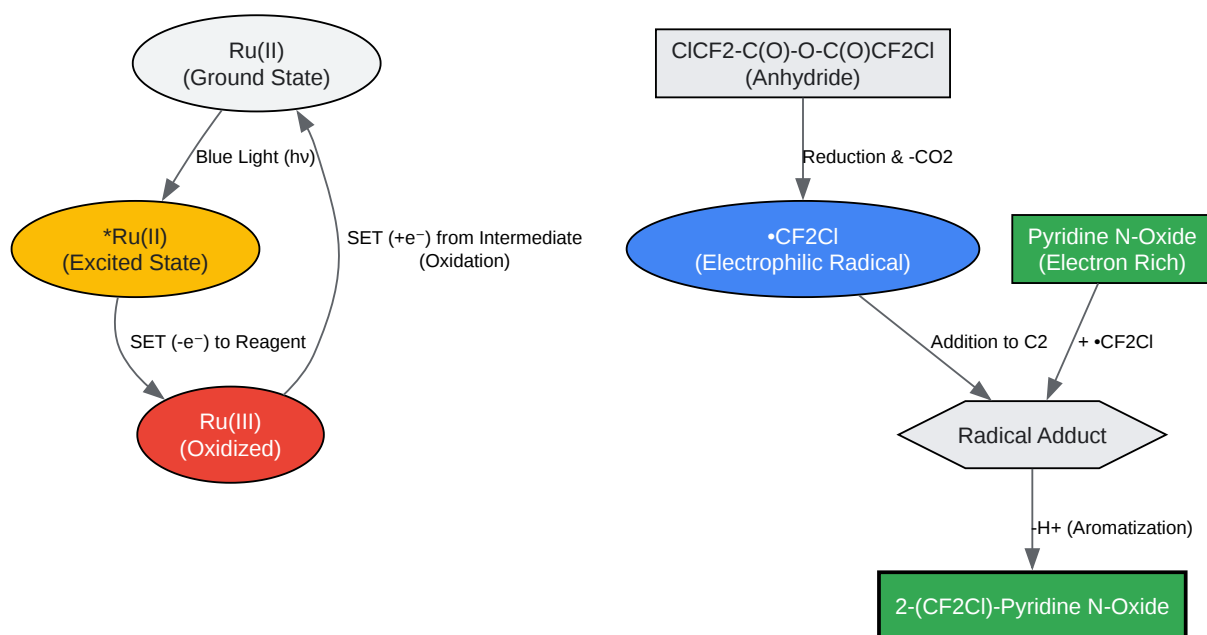 Ru(II)
(Ground State)
Blue Light (hν)
*Ru(II)
(Excited State)
SET (+e⁻) from Intermediate
(Oxidation)
SET (-e⁻) to Reagent
Ru(III)
(Oxidized)
ClCF2-C(O)-O-C(O)CF2Cl
(Anhydride)
Reduction & -CO2
•CF2Cl
(Electrophilic Radical)
Pyridine N-Oxide
(Electron Rich)
Addition to C2
+ •CF2Cl
Radical Adduct
-H+ (Aromatization)
2-(CF2Cl)-Pyridine N-Oxide